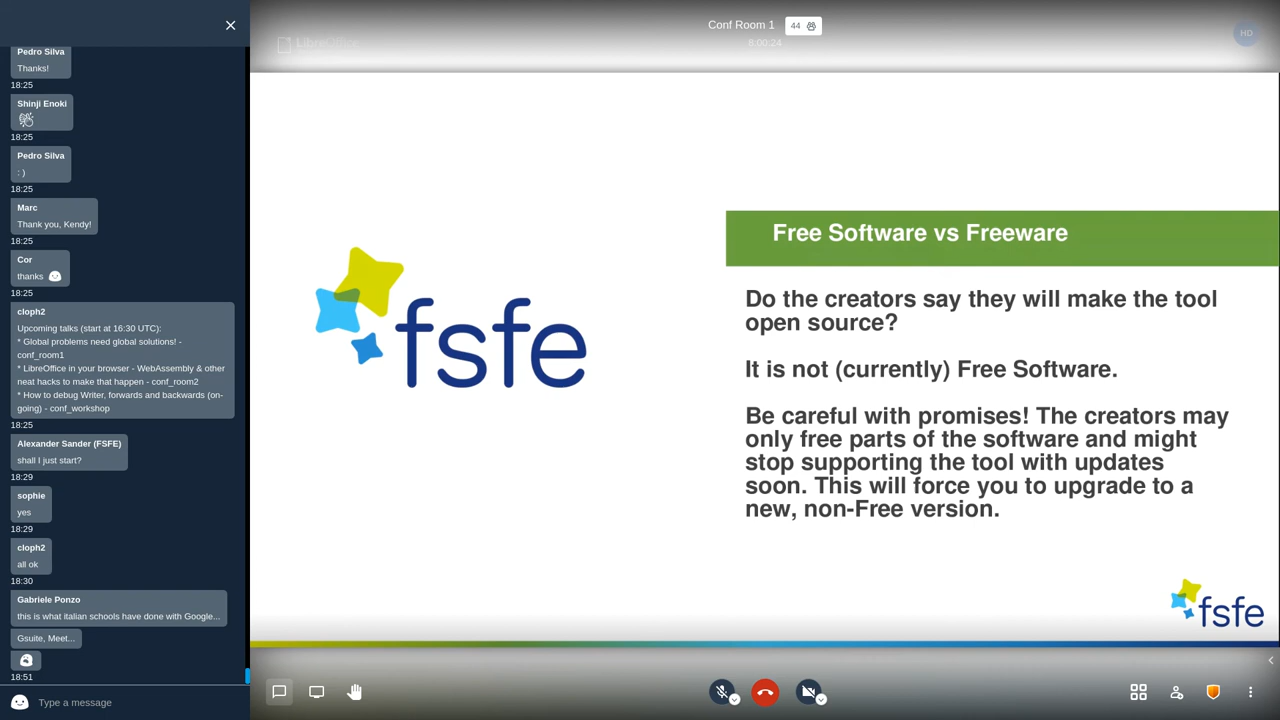 Pedro Silva
Thanks!
18:25
Shinji Enoki
18:25
Pedro Silva
: )
18:25
Marc
Thank you, Kendy!
18:25
Cor
thanks
18:25
cloph2
Upcoming talks (start at 16:30 UTC):
* Global problems need global solutions! -
conf_room1
* LibreOffice in your browser - WebAssembly & other
neat hacks to make that happen - conf_room2
* How to debug Writer, forwards and backwards (on-
going) - conf_workshop
18:25
Alexander Sander (FSFE)
shall I just start?
18:29
sophie
yes
18:29
cloph2
all ok
18:30
Gabriele Ponzo
this is what italian schools have done with Google...
Gsuite, Meet...
18:51
Type a message
LibreOffice
Conf Room 1
44
8:00:24
HD
fsfe
Free Software vs Freeware
Do the creators say they will make the tool
open source?
It is not (currently) Free Software.
Be careful with promises! The creators may
only free parts of the software and might
stop supporting the tool with updates
soon. This will force you to upgrade to a
new, non-Free version.
fsfe